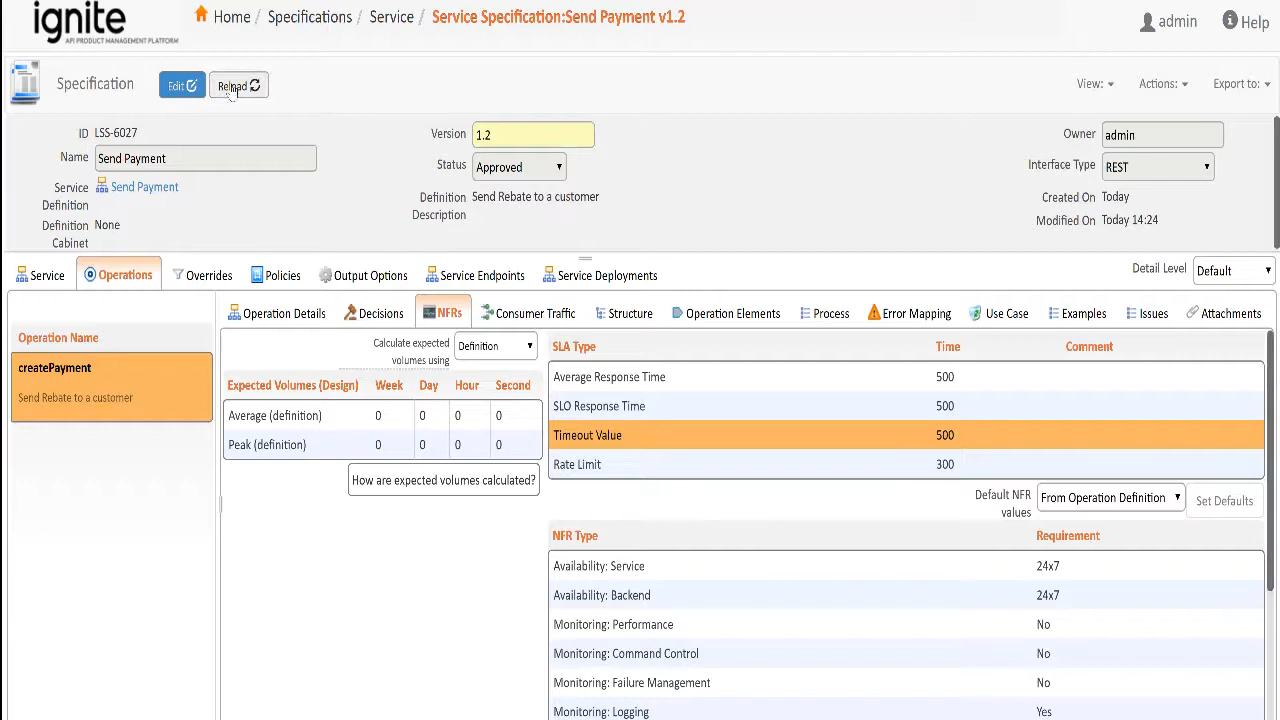 ignite
API PRODUCT MANAGEMENT PLATFORM
Home / Specifications / Service / Service Specification:Send Payment v1.2
admin
Help
Specification
Edit
Reload
View:
Actions:
Export to:
ID LSS-6027
Name Send Payment
Service Definition Send Payment
Definition Cabinet None
Version 1.2
Status Approved
Definition Description Send Rebate to a customer
Owner admin
Interface Type REST
Created On Today
Modified On Today 14:24
Service Operations Overrides Policies Output Options Service Endpoints Service Deployments
Detail Level Default
Operation Name
createPayment
Send Rebate to a customer
Operation Details Decisions NFRs Consumer Traffic Structure Operation Elements Process Error Mapping Use Case Examples Issues Attachments
Calculate expected volumes using Definition
Expected Volumes (Design) Week Day Hour Second
Average (definition) 0 0 0 0
Peak (definition) 0 0 0 0
How are expected volumes calculated?
SLA Type Time Comment
Average Response Time 500
SLO Response Time 500
Timeout Value 500
Rate Limit 300
Default NFR values From Operation Definition Set Defaults
NFR Type Requirement
Availability: Service 24x7
Availability: Backend 24x7
Monitoring: Performance No
Monitoring: Command Control No
Monitoring: Failure Management No
Monitoring: Logging Yes